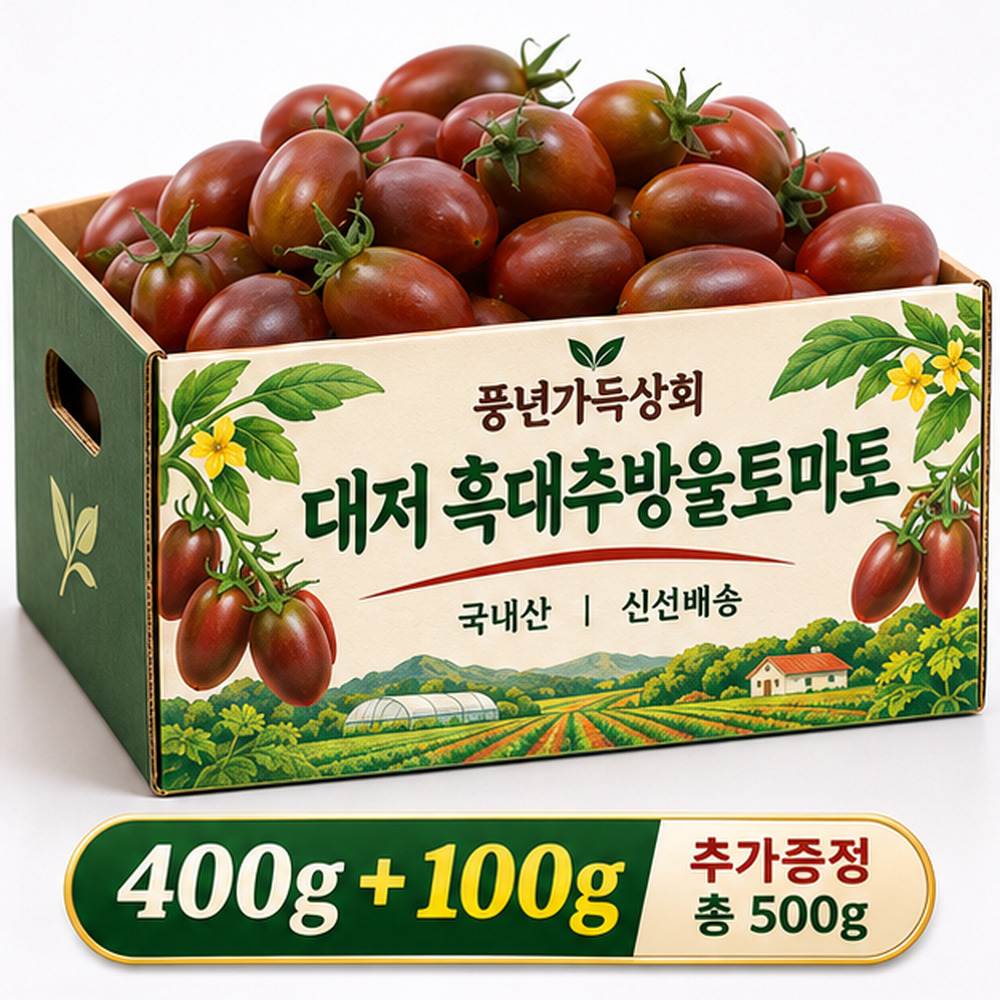 풍년가득상회
대저 흑대추방울토마토
국내산 | 신선배송
400g + 100g
추가증정
총 500g